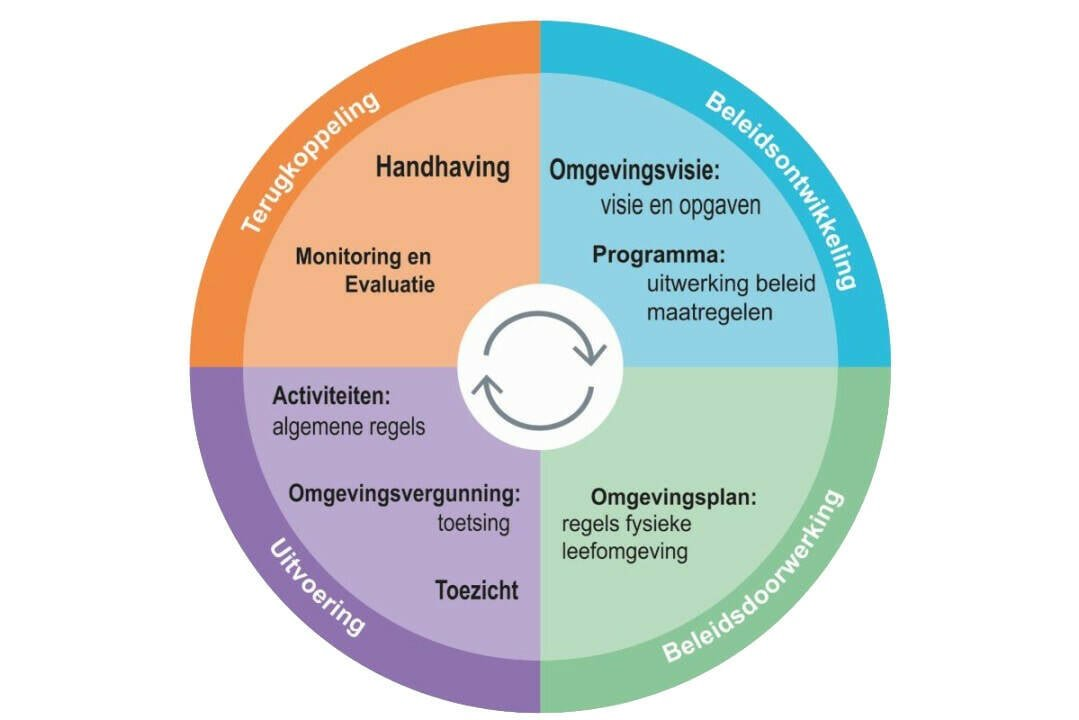 Terugkoppeling
Handhaving
Monitoring en
Evaluatie
Beleidsontwikkeling
Omgevingsvisie:
visie en opgaven
Programma:
uitwerking beleid
maatregelen
Activiteiten:
algemene regels
Omgevingsvergunning:
toetsing
Toezicht
Uitvoering
Omgevingsplan:
regels fysieke
leefomgeving
Beleidsdoorwerking